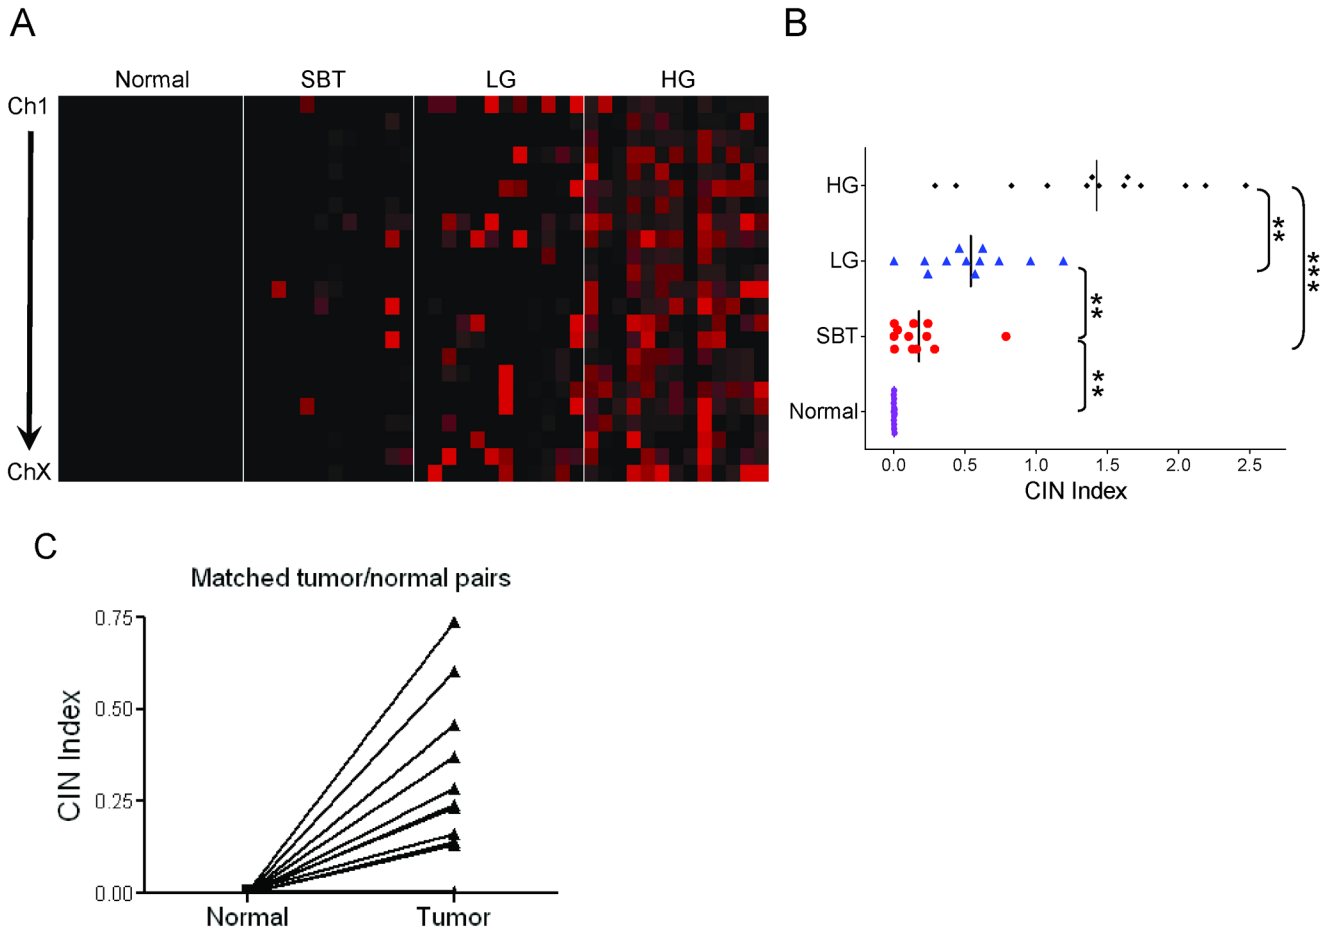 A
Normal SBT LG HG
Ch1
ChX
B
HG
LG
SBT
Normal
**
***
**
**
0.0 0.5 1.0 1.5 2.0 2.5
CIN Index
C
Matched tumor/normal pairs
CIN Index
0.75
0.50
0.25
0.00
Normal Tumor